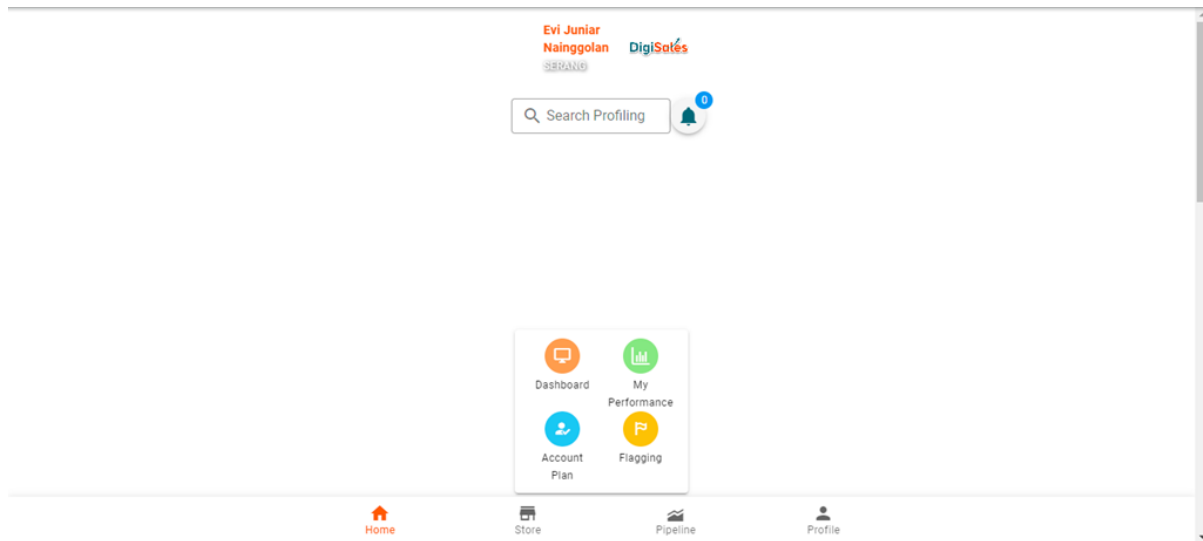 Evi Juniar
Nainggolan
DigiSales
SERANG
Search Profiling
0
Dashboard
My
Performance
Account
Plan
Flagging
Home
Store
Pipeline
Profile